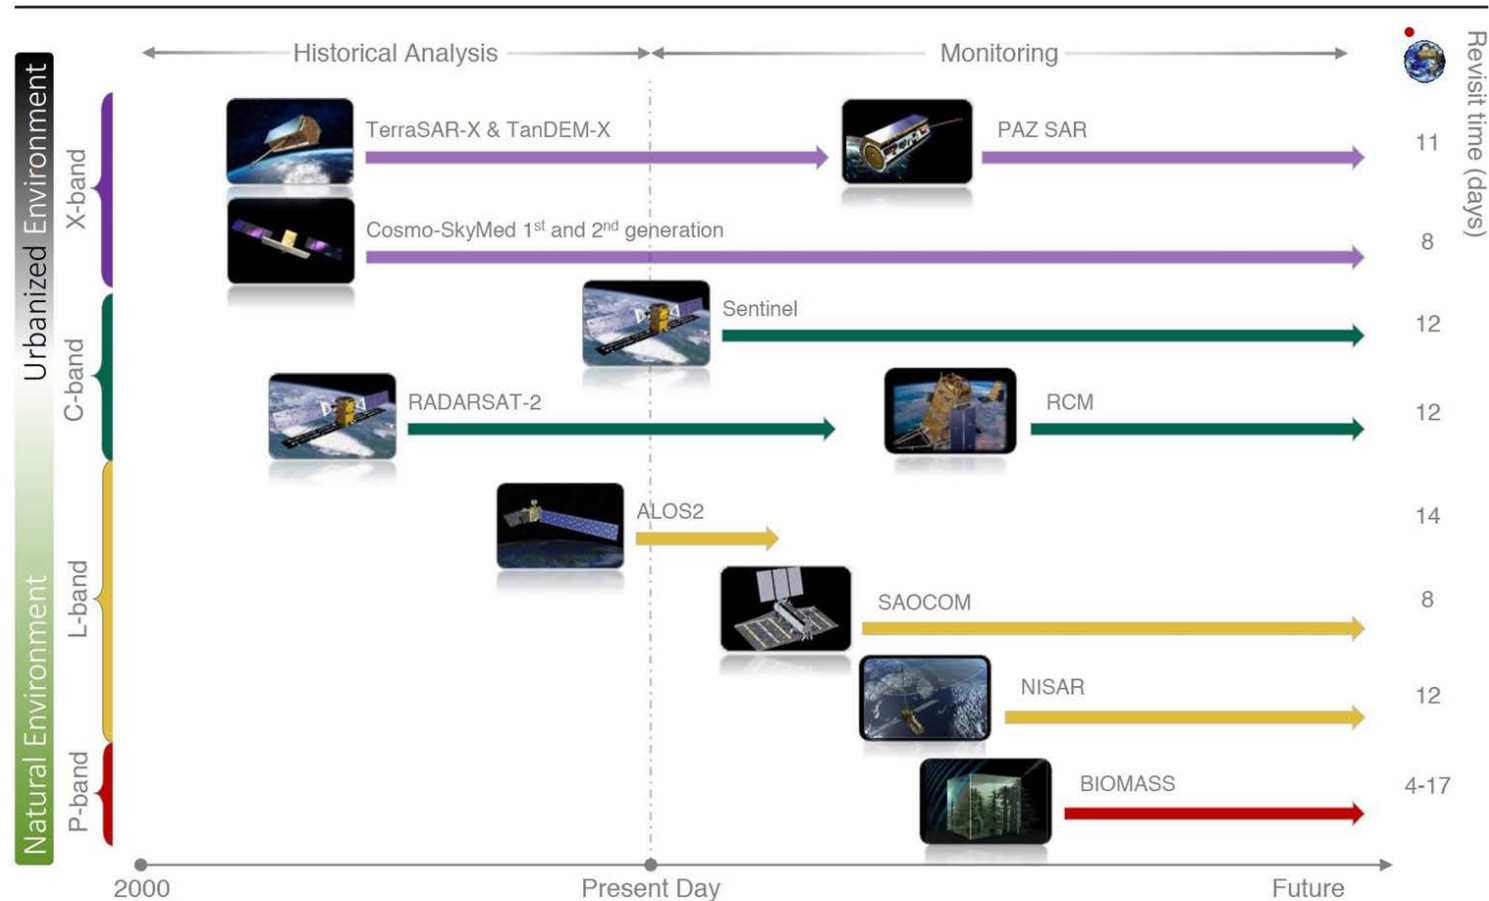 Historical Analysis
Monitoring
Revisit time (days)
Urbanized Environment
Natural Environment
X-band
TerraSAR-X & TanDEM-X
PAZ SAR
11
Cosmo-SkyMed 1st and 2nd generation
8
C-band
Sentinel
12
RADARSAT-2
RCM
12
L-band
ALOS2
14
SAOCOM
8
NISAR
12
P-band
BIOMASS
4-17
2000
Present Day
Future